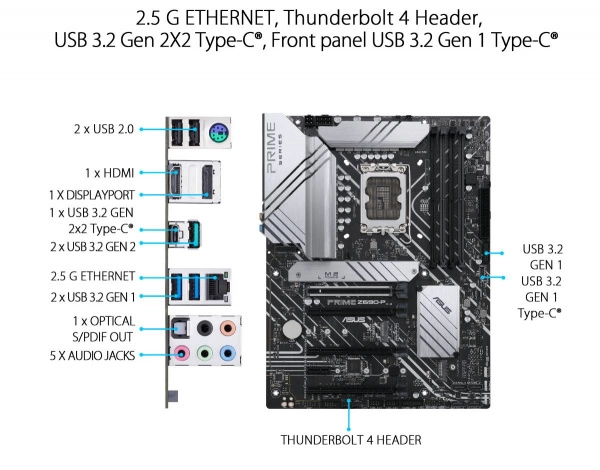 2.5 G ETHERNET, Thunderbolt 4 Header,
USB 3.2 Gen 2X2 Type-C®, Front panel USB 3.2 Gen 1 Type-C®
2 x USB 2.0
1 x HDMI
1 X DISPLAYPORT
1 x USB 3.2 GEN
2x2 Type-C®
2 x USB 3.2 GEN 2
2.5 G ETHERNET
2 x USB 3.2 GEN 1
1 x OPTICAL
S/PDIF OUT
5 X AUDIO JACKS
PRIME
SERIES
M.2
PRIME Z690-P
ASUS
ASUS
USB 3.2
GEN 1
USB 3.2
GEN 1
Type-C®
THUNDERBOLT 4 HEADER